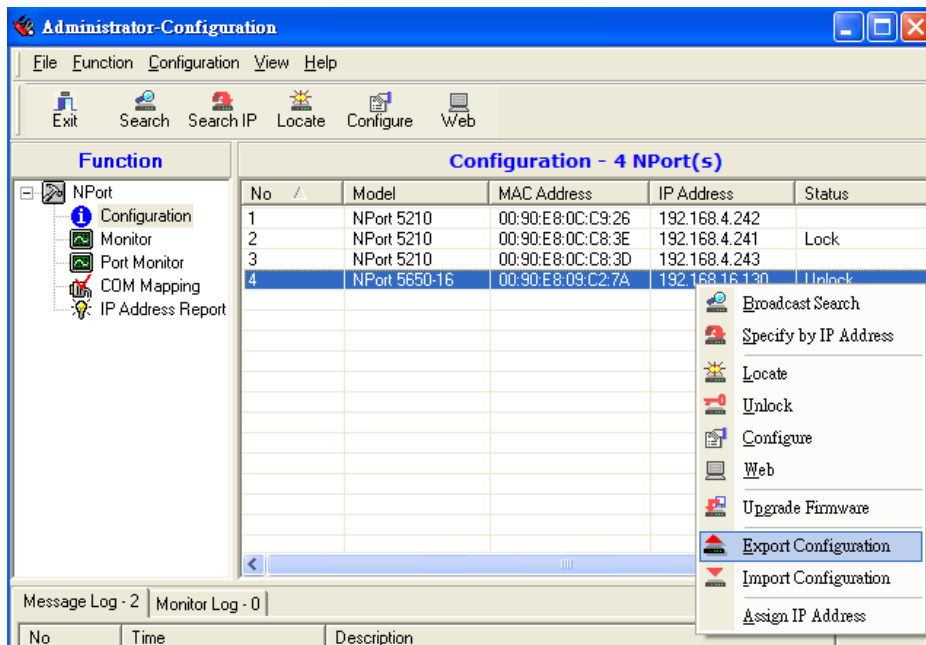 Administrator-Configuration
File Function Configuration View Help
Exit Search Search IP Locate Configure Web
Function
NPort
Configuration
Monitor
Port Monitor
COM Mapping
IP Address Report
Configuration - 4 NPort(s)
No Model MAC Address IP Address Status
1 NPort 5210 00:90:E8:0C:C9:26 192.168.4.242
2 NPort 5210 00:90:E8:0C:C8:3E 192.168.4.241 Lock
3 NPort 5210 00:90:E8:0C:C8:3D 192.168.4.243
4 NPort 5650-16 00:90:E8:09:C2:7A 192.168.16.130 Unlock
Broadcast Search
Specify by IP Address
Locate
Unlock
Configure
Web
Upgrade Firmware
Export Configuration
Import Configuration
Assign IP Address
Message Log - 2 Monitor Log - 0
No Time Description